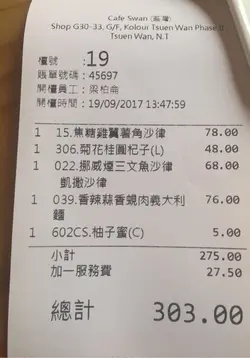 Cafe Swan (荃灣)
Shop G30-33, G/F, Kolour Tsuen Wan Phase II
Tsuen Wan, N.T
檯號 :19
賬單號碼 : 45697
開檯員工 : 梁柏侖
開檯時間 : 19/09/2017 13:47:59
1 15.焦糖雞翼薯角沙律 78.00
1 306.菊花桂圓杞子(L) 48.00
1 022.挪威煙三文魚沙律 68.00
凱撒沙律
1 039.香辣蒜香蜆肉義大利 76.00
麵
1 602CS.柚子蜜(C) 5.00
小計 275.00
加一服務費 27.50
總計 303.00